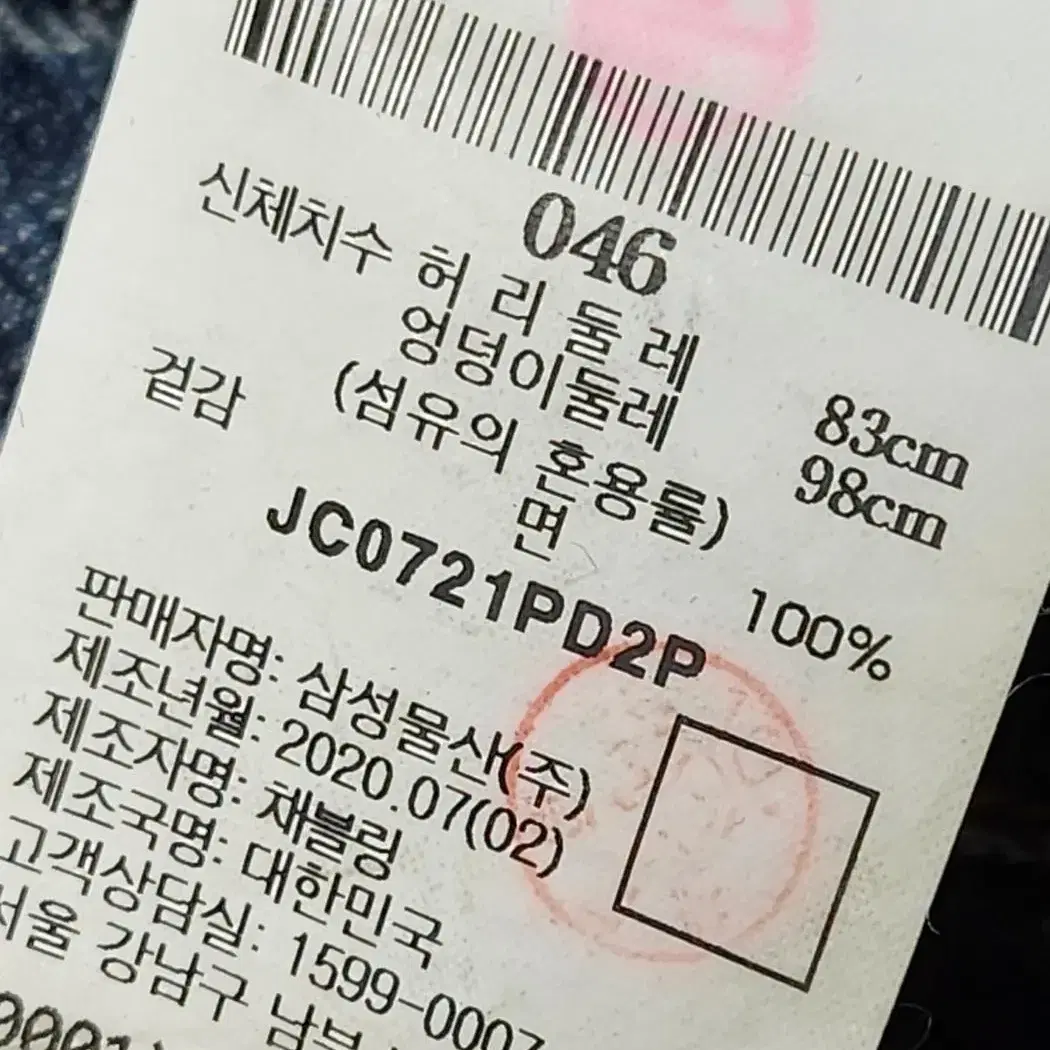 046
신체치수 허 리 둘 레 83cm
엉덩이둘레 98cm
겉감 (섬유의 혼용률)
면 100%
JC0721PD2P
판매자명: 삼성물산(주)
제조년월: 2020.07(02)
제조자명: 채블링
제조국명: 대한민국
고객상담실: 1599-0007
서울 강남구 남부